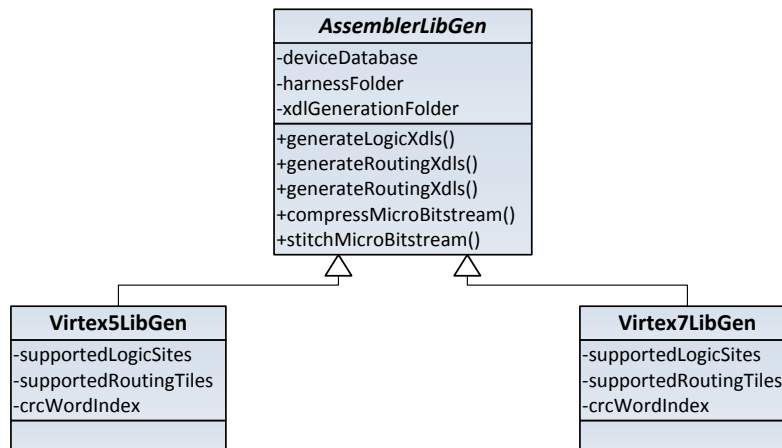 AssemblerLibGen
-deviceDatabase
-harnessFolder
-xdlGenerationFolder
+generateLogicXdls()
+generateRoutingXdls()
+generateRoutingXdls()
+compressMicroBitstream()
+stitchMicroBitstream()
Virtex5LibGen
-supportedLogicSites
-supportedRoutingTiles
-crcWordIndex
Virtex7LibGen
-supportedLogicSites
-supportedRoutingTiles
-crcWordIndex